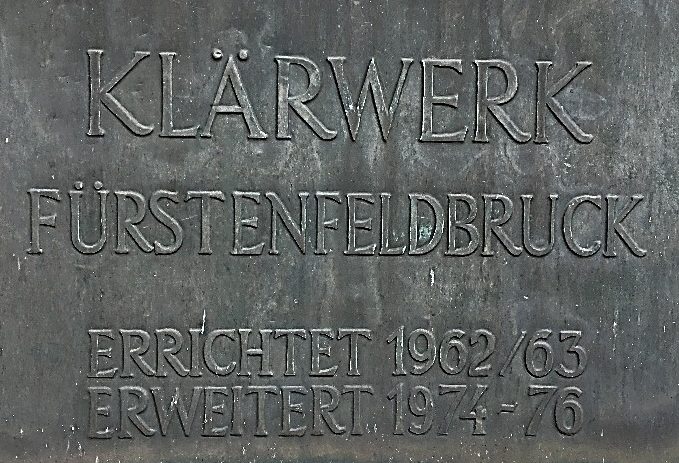 KLÄRWERK
FÜRSTENFELDBRUCK
ERRICHTET 1962/63
ERWEITERT 1974-76